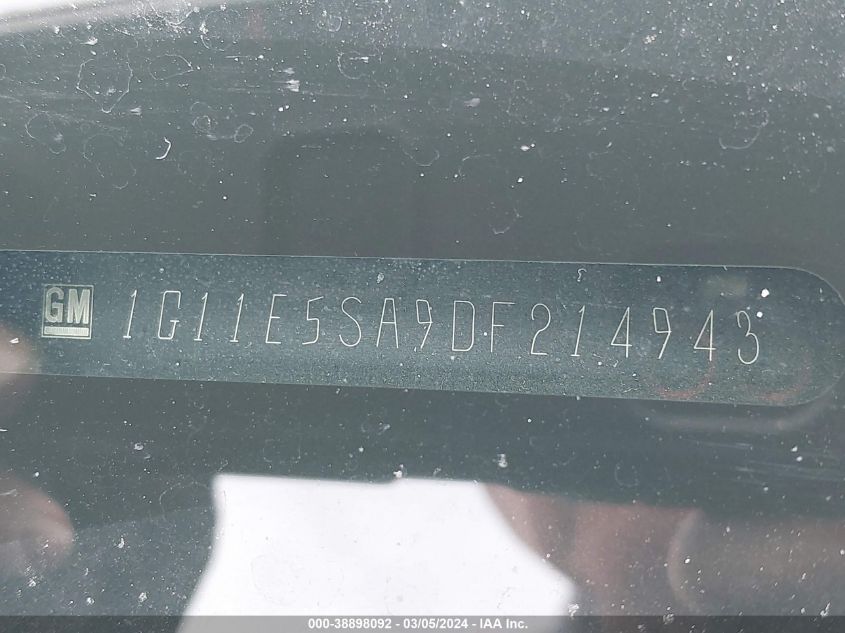 GM 1G11E5SA9DF214943
000-38898092 - 03/05/2024 - IAA Inc.